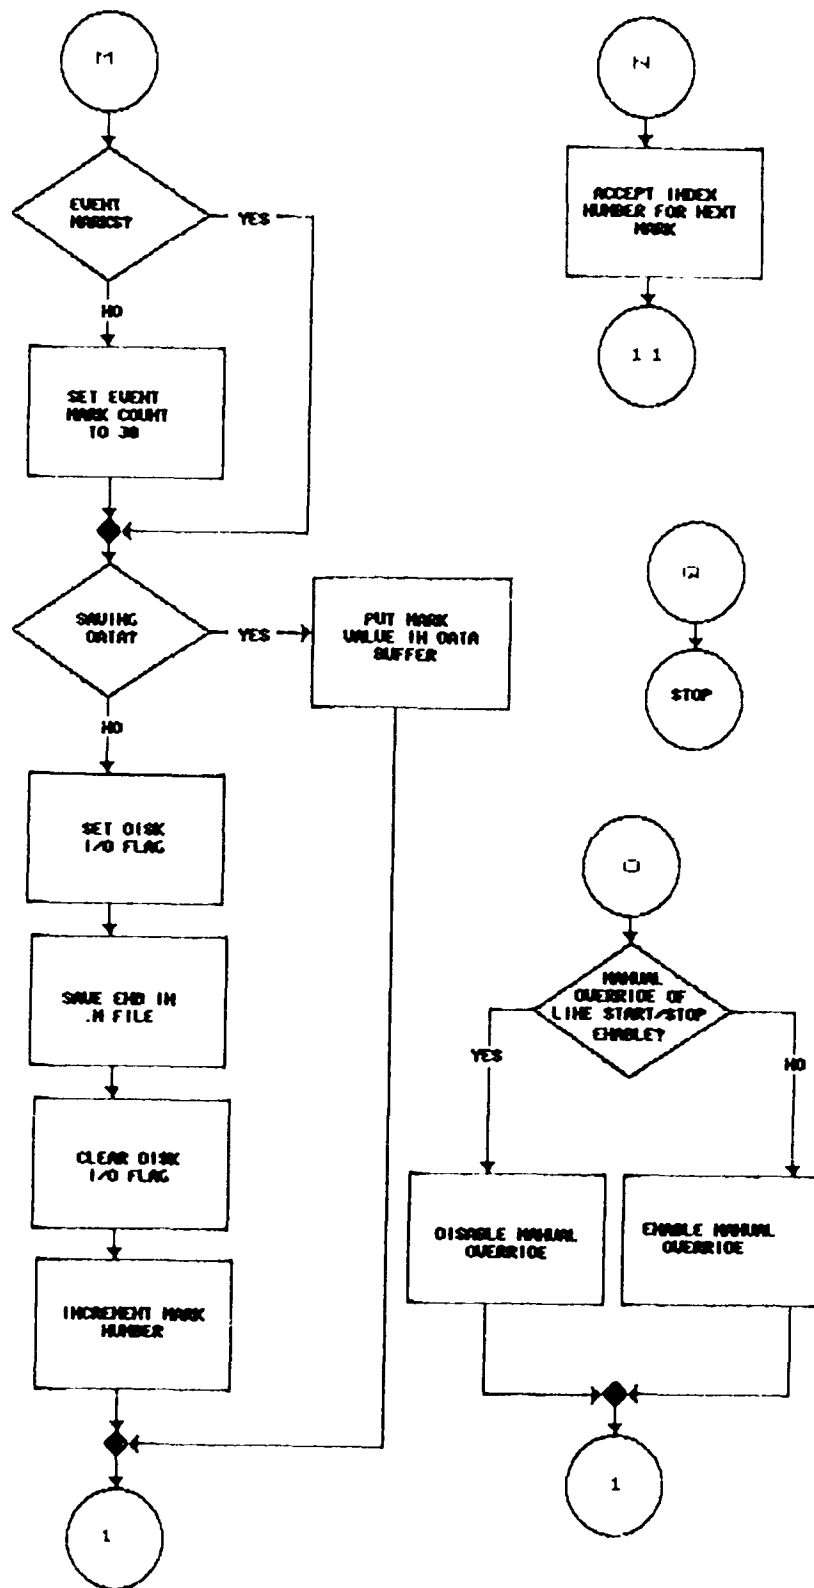 M
EVENT
MARKS?
YES
NO
SET EVENT
MARK COUNT
TO 30
SAVING
DATA?
YES
PUT MARK
VALUE IN DATA
BUFFER
NO
SET DISK
I/O FLAG
SAVE END IN
.M FILE
CLEAR DISK
I/O FLAG
INCREMENT MARK
NUMBER
1
N
ACCEPT INDEX
NUMBER FOR NEXT
MARK
1 1
Q
STOP
O
MANUAL
OVERRIDE OF
LINE START/STOP
ENABLE?
YES
NO
DISABLE MANUAL
OVERRIDE
ENABLE MANUAL
OVERRIDE
1